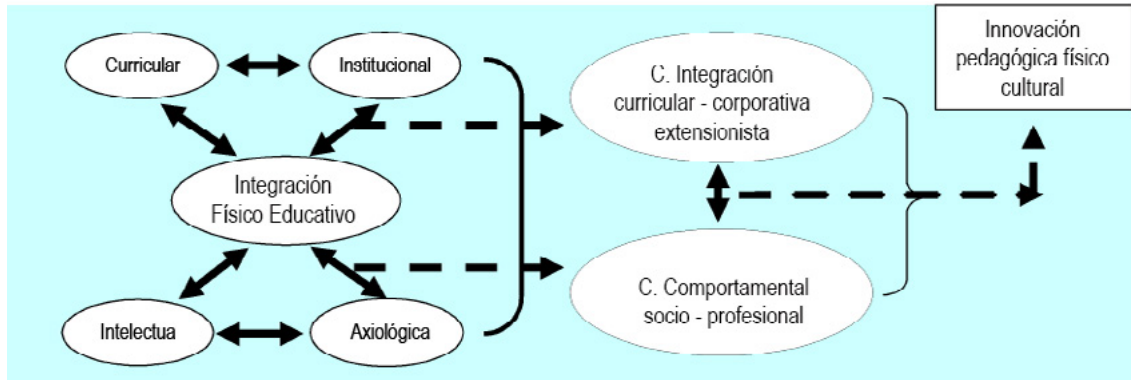 Curricular
Institucional
Integración
Físico Educativo
Intelectua
Axiológica
C. Integración
curricular - corporativa
extensionista
C. Comportamental
socio - profesional
Innovación
pedagógica físico
cultural